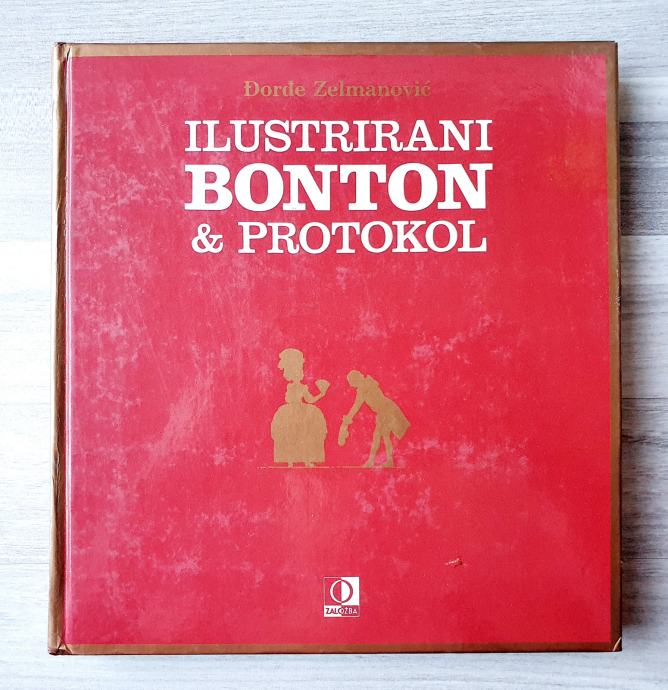 Đorđe Zelmanović
ILUSTRIRANI
BONTON
& PROTOKOL
ZALOŽBA